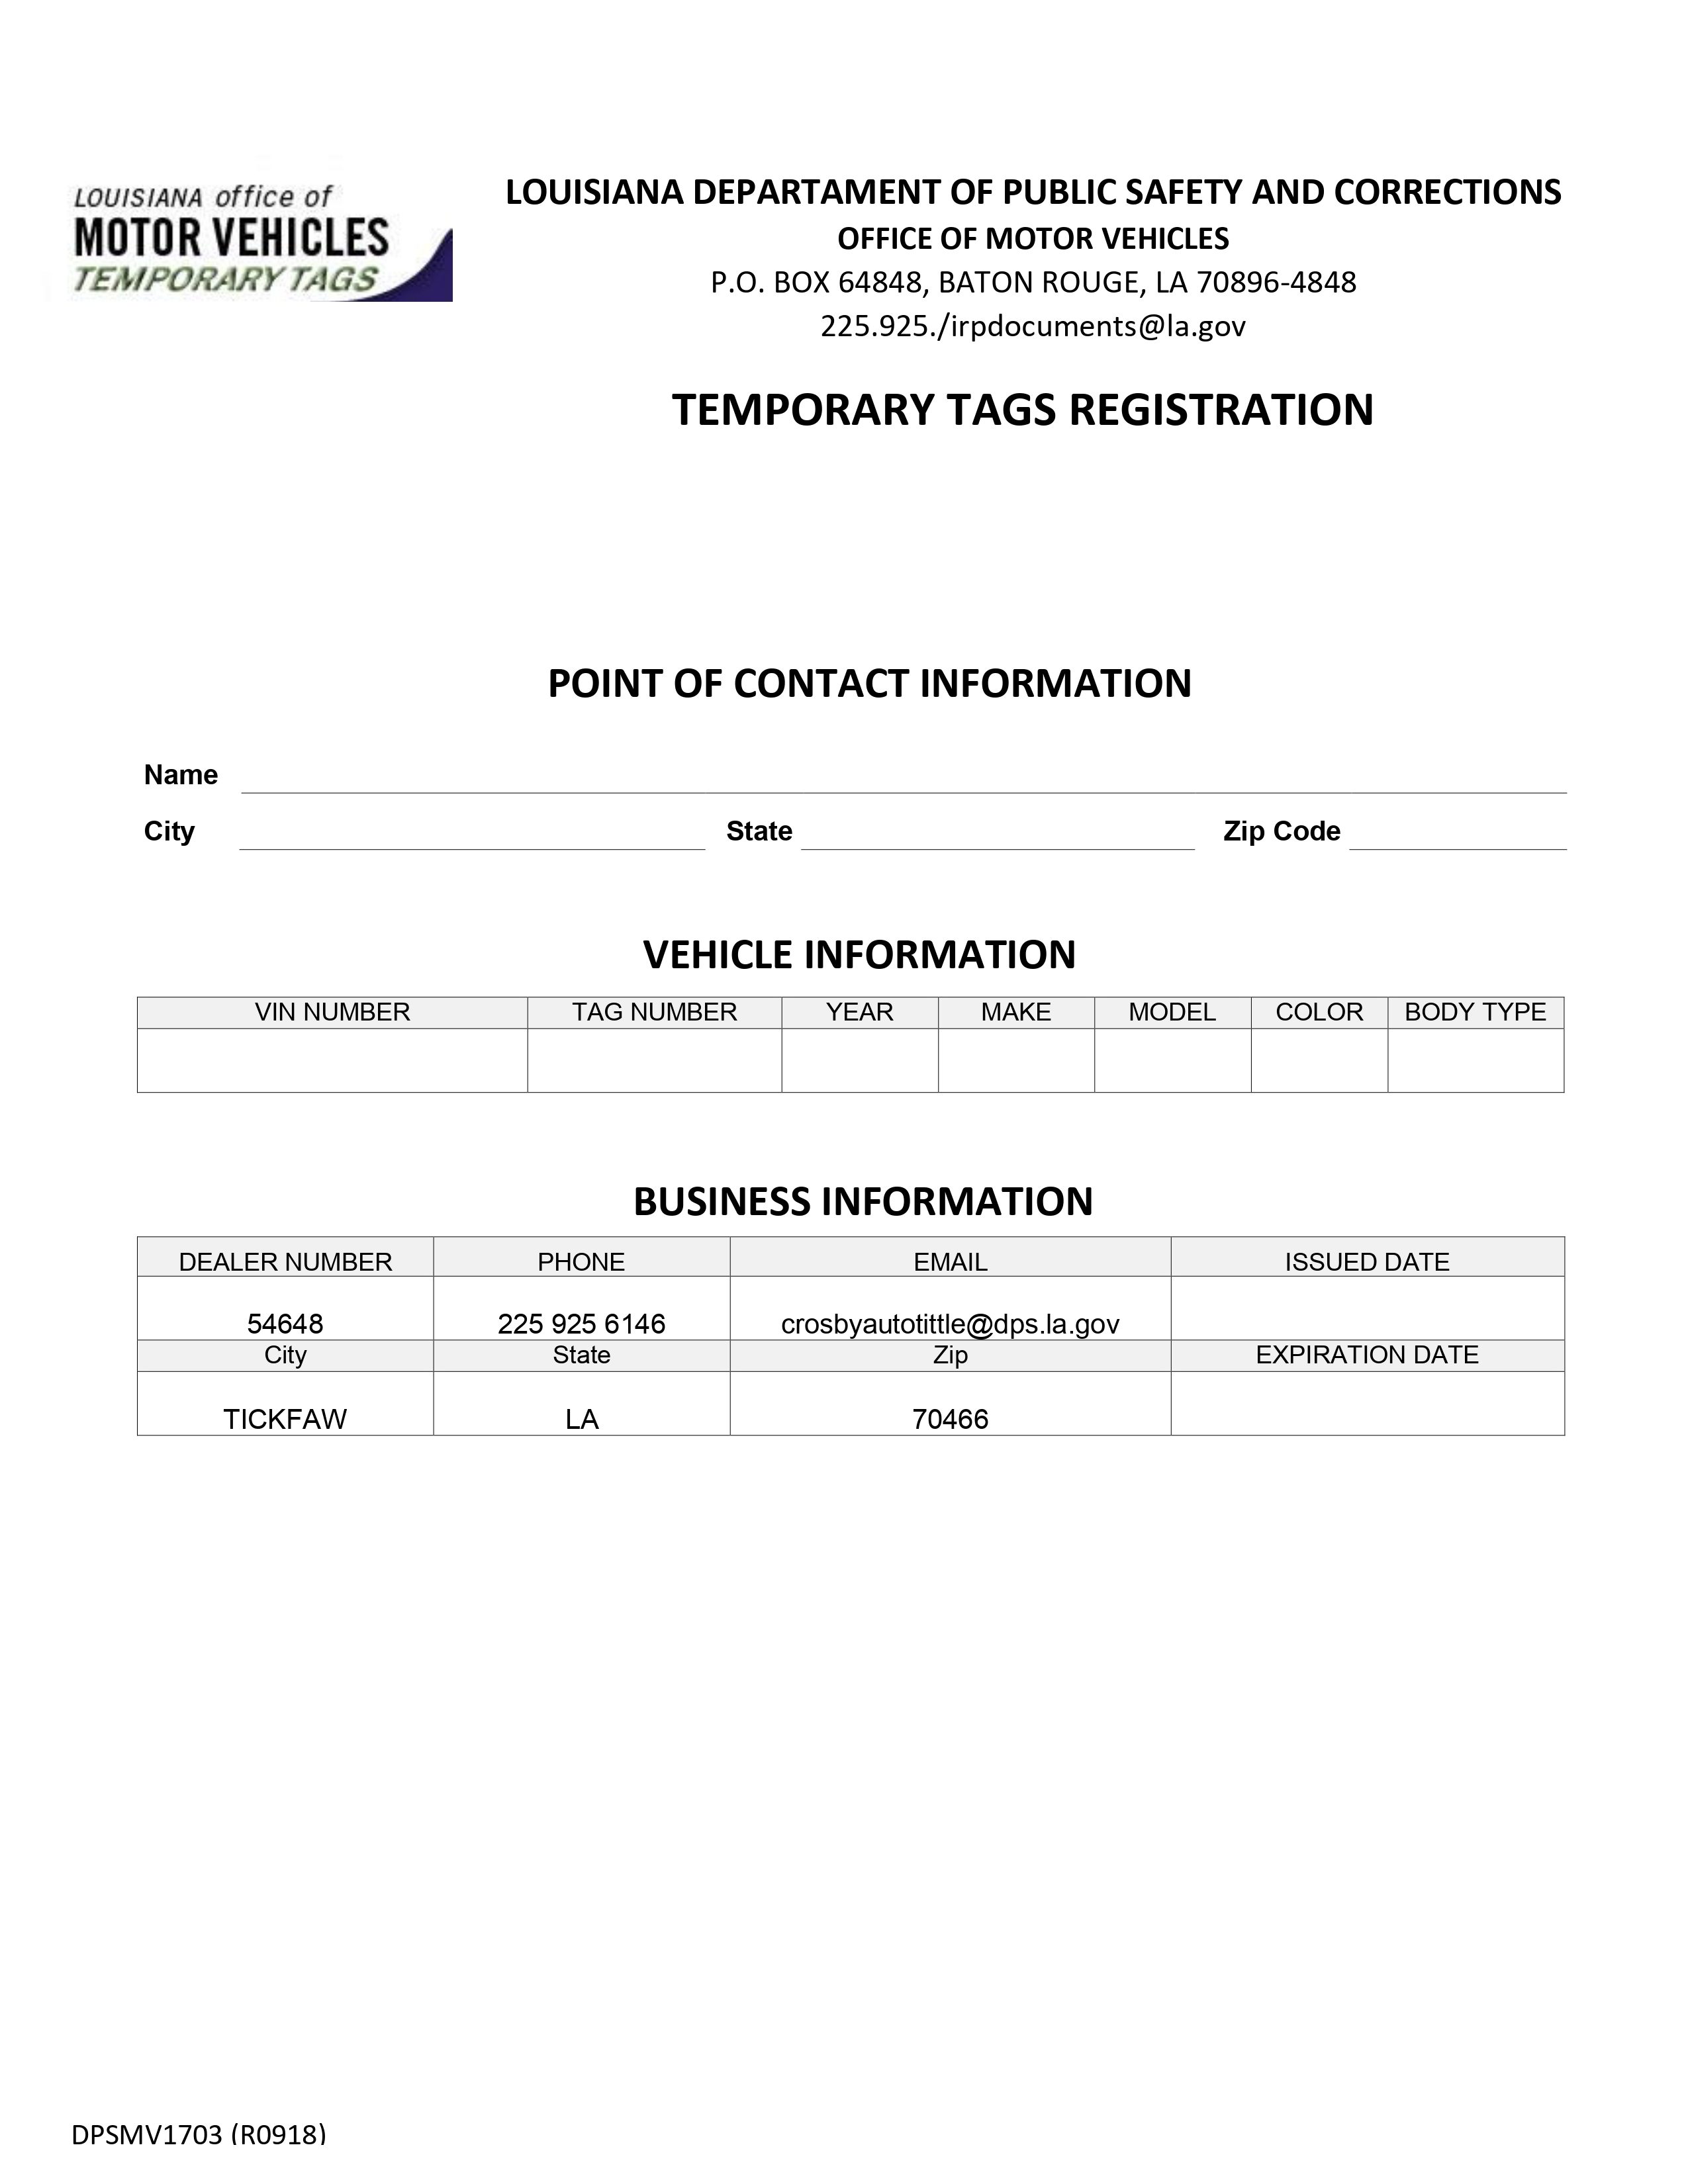 LOUISIANA office of
MOTOR VEHICLES
TEMPORARY TAGS
LOUISIANA DEPARTAMENT OF PUBLIC SAFETY AND CORRECTIONS
OFFICE OF MOTOR VEHICLES
P.O. BOX 64848, BATON ROUGE, LA 70896-4848
225.925./irpdocuments@la.gov
TEMPORARY TAGS REGISTRATION
POINT OF CONTACT INFORMATION
Name
City State Zip Code
VEHICLE INFORMATION
VIN NUMBER TAG NUMBER YEAR MAKE MODEL COLOR BODY TYPE
BUSINESS INFORMATION
DEALER NUMBER PHONE EMAIL ISSUED DATE
54648 225 925 6146 crosbyautotittle@dps.la.gov
City State Zip EXPIRATION DATE
TICKFAW LA 70466
DPSMV1703 (R0918)